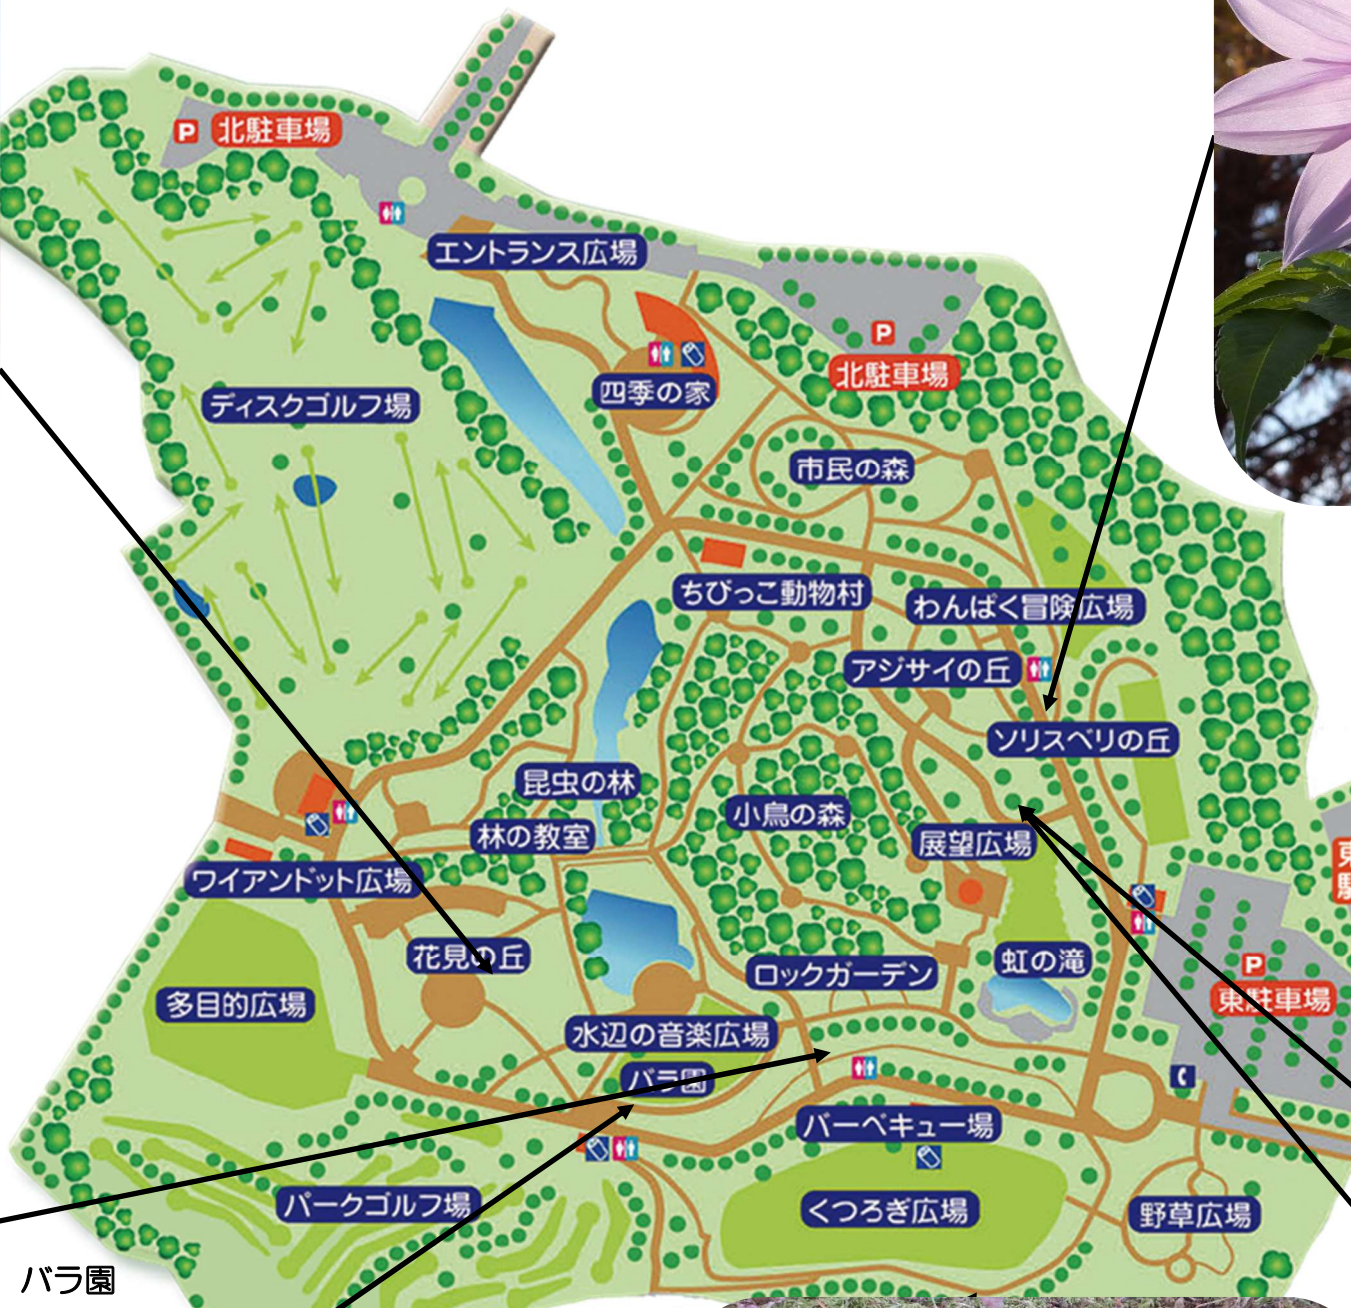 P 北駐車場
エントランス広場
P
北駐車場
四季の家
ディスクゴルフ場
市民の森
ちびっこ動物村
わんぱく冒険広場
アジサイの丘
ソリスベリの丘
昆虫の林
小鳥の森
林の教室
展望広場
ワイアンドット広場
花見の丘
ロックガーデン
虹の滝
P
東駐車場
多目的広場
水辺の音楽広場
バラ園
バーベキュー場
パークゴルフ場
くつろぎ広場
野草広場
バラ園